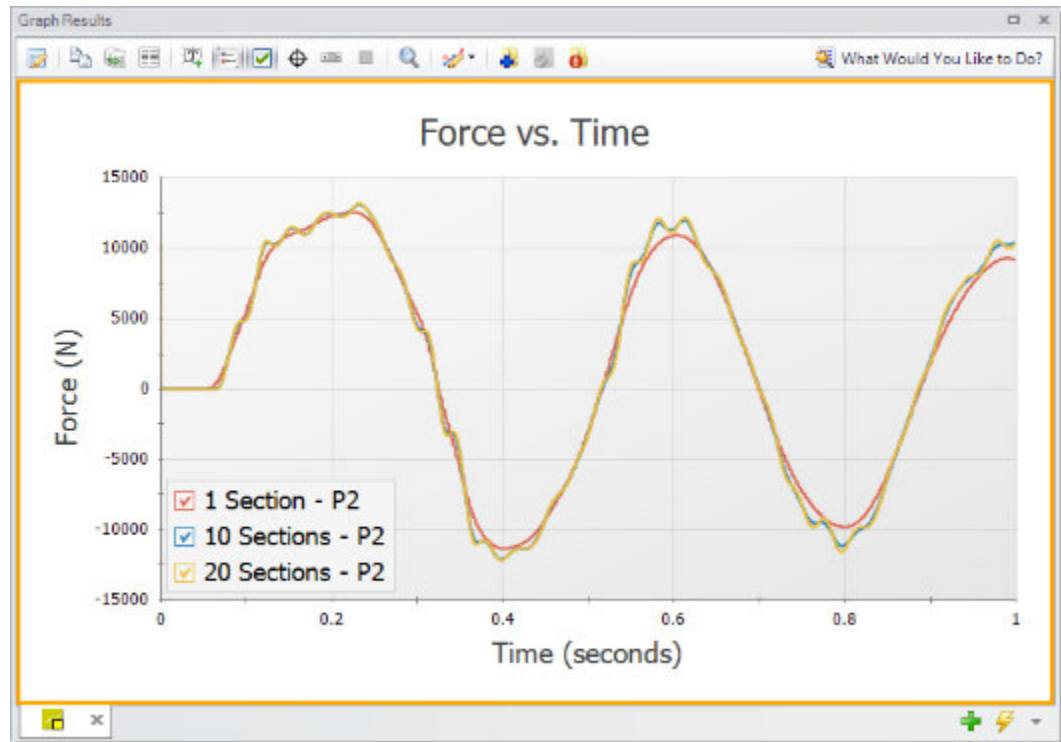 Graph Results
What Would You Like to Do?
Force vs. Time
15000
10000
5000
0
-5000
-10000
-15000
Force (N)
1 Section - P2
10 Sections - P2
20 Sections - P2
0 0.2 0.4 0.6 0.8 1
Time (seconds)